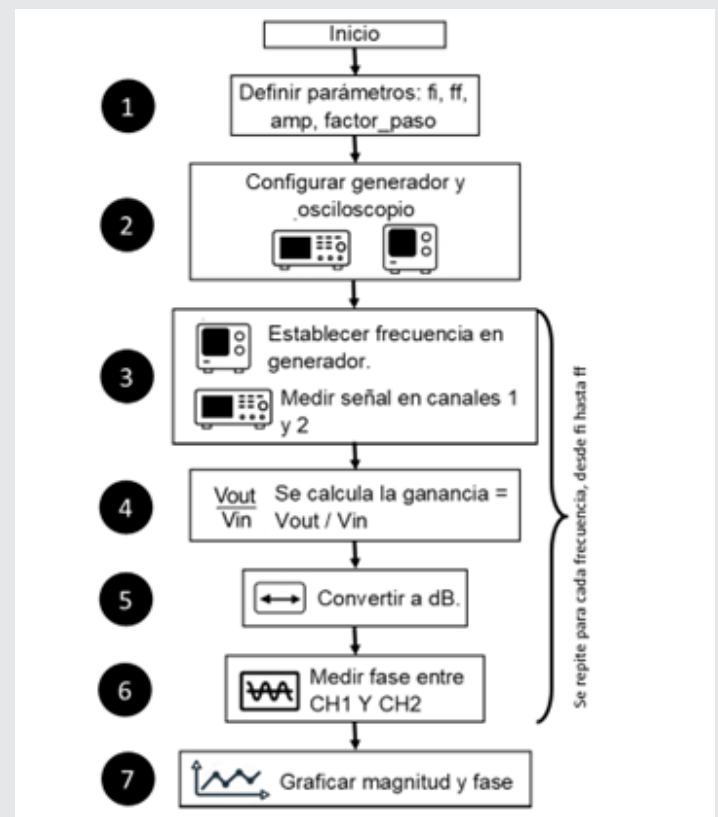 Inicio
1
Definir parámetros: fi, ff,
amp, factor_paso
2
Configurar generador y
osciloscopio
3
Establecer frecuencia en
generador.
Medir señal en canales 1
y 2
4
Vout
Vin
Se calcula la ganancia =
Vout / Vin
5
Convertir a dB.
6
Medir fase entre
CH1 Y CH2
7
Graficar magnitud y fase
Se repite para cada frecuencia, desde fi hasta ff